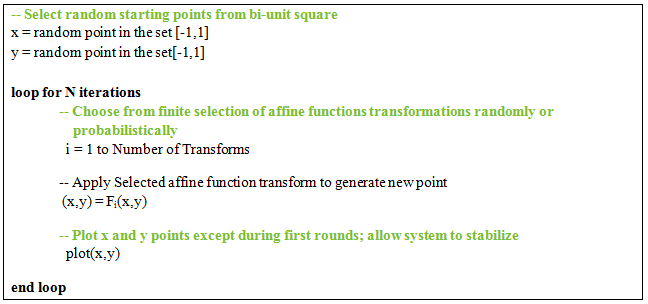 -- Select random starting points from bi-unit square
x = random point in the set [-1,1]
y = random point in the set[-1,1]
loop for N iterations
-- Choose from finite selection of affine functions transformations randomly or
probabilistically
i = 1 to Number of Transforms
-- Apply Selected affine function transform to generate new point
(x,y) = Fᵢ(x,y)
-- Plot x and y points except during first rounds; allow system to stabilize
plot(x,y)
end loop